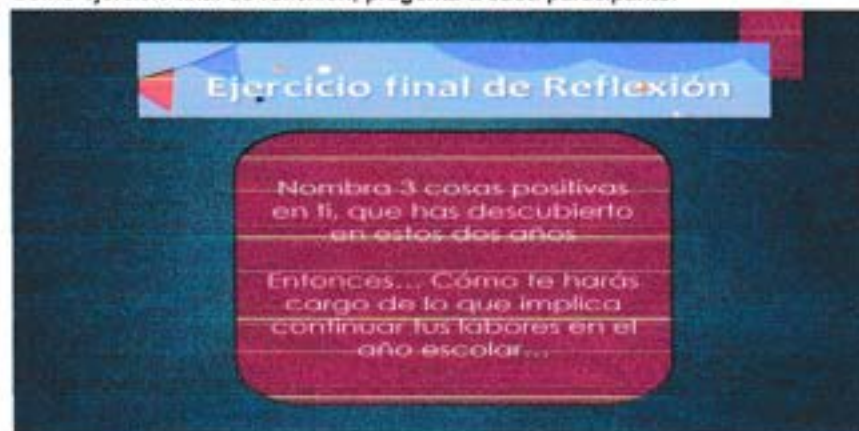 Ejercicio final de Reflexión
Nombra 3 cosas positivas
en ti, que has descubierto
en estos dos años
Entonces... Cómo te harás
cargo de lo que implica
continuar tus labores en el
año escolar...